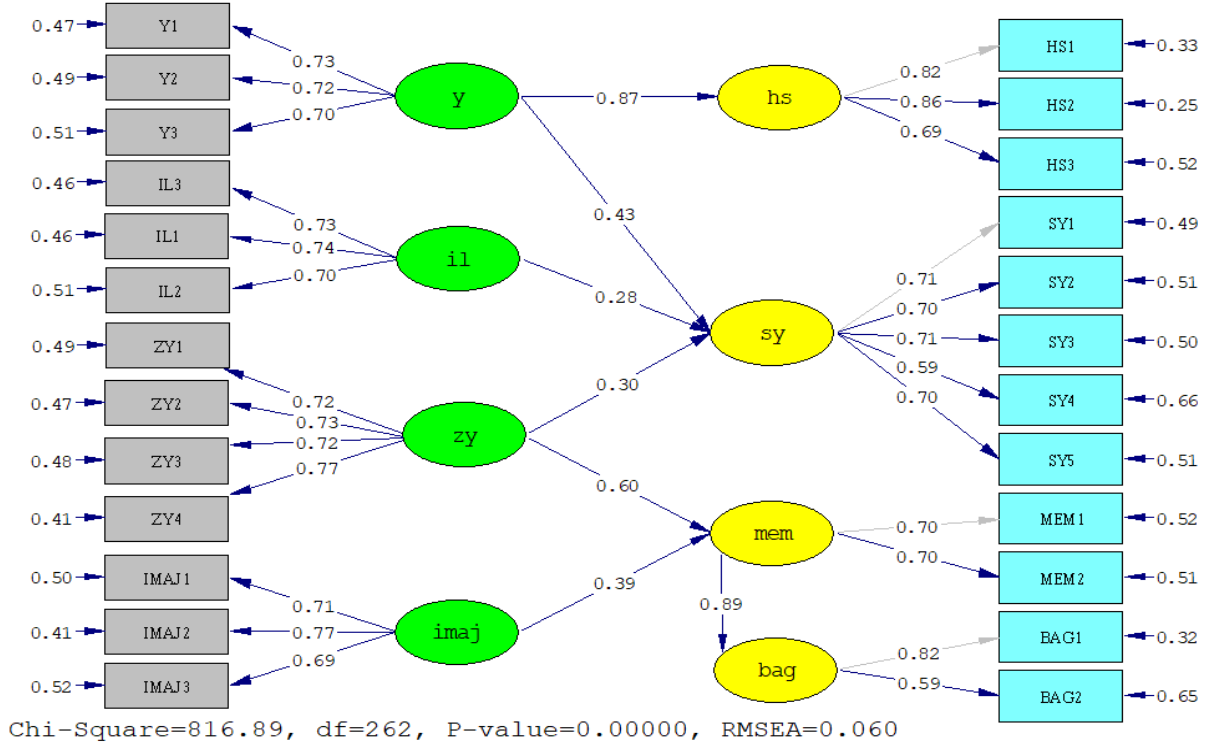 0.47 Y1
0.49 Y2
0.51 Y3
0.46 IL3
0.46 IL1
0.51 IL2
0.49 ZY1
0.47 ZY2
0.48 ZY3
0.41 ZY4
0.50 IMAJ1
0.41 IMAJ2
0.52 IMAJ3
0.73
0.72
0.70
0.73
0.74
0.70
0.72
0.73
0.72
0.77
0.71
0.77
0.69
y
il
zy
imaj
0.87
0.43
0.28
0.30
0.60
0.39
hs
sy
mem
0.89
bag
0.82
0.86
0.69
0.71
0.70
0.71
0.59
0.70
0.70
0.70
0.82
0.59
HS1 0.33
HS2 0.25
HS3 0.52
SY1 0.49
SY2 0.51
SY3 0.50
SY4 0.66
SY5 0.51
MEM1 0.52
MEM2 0.51
BAG1 0.32
BAG2 0.65
Chi-Square=816.89, df=262, P-value=0.00000, RMSEA=0.060